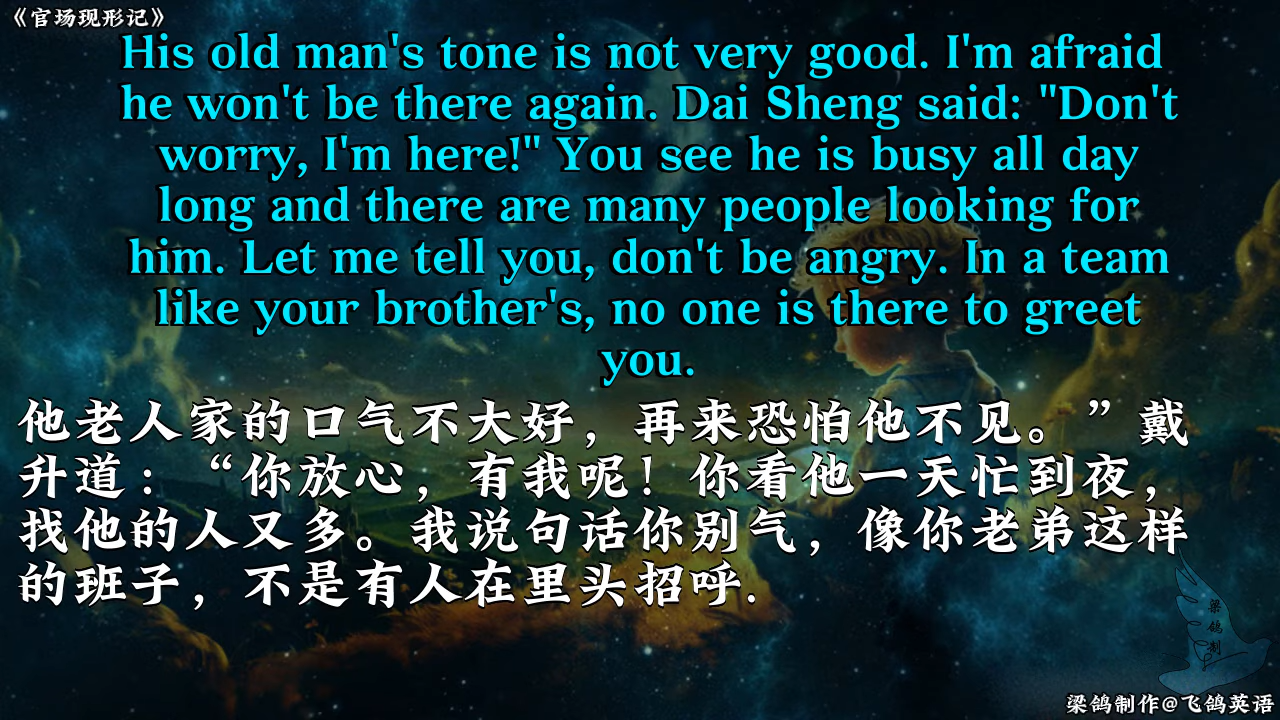 《官场现形记》
His old man's tone is not very good. I'm afraid
he won't be there again. Dai Sheng said: "Don't
worry, I'm here!" You see he is busy all day
long and there are many people looking for
him. Let me tell you, don't be angry. In a team
like your brother's, no one is there to greet
you.
他老人家的口气不大好，再来恐怕他不见。”戴
升道：“你放心，有我呢！你看他一天忙到夜，
找他的人又多。我说句话你别气，像你老弟这样
的班子，不是有人在里头招呼.
梁鸽制
梁鸽制作@飞鸽英语